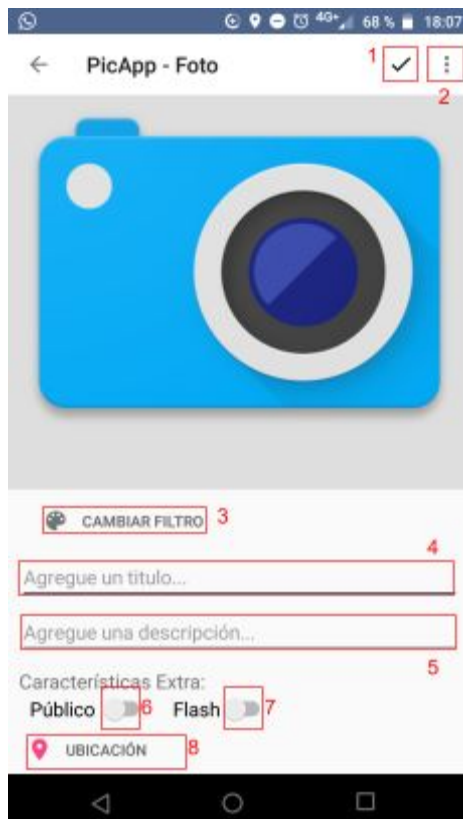 4G+ 68 % 18:07
PicApp - Foto 1
2
CAMBIAR FILTRO 3
4
Agregue un titulo...
Agregue una descripción...
5
Características Extra:
Público 6 Flash 7
UBICACIÓN 8